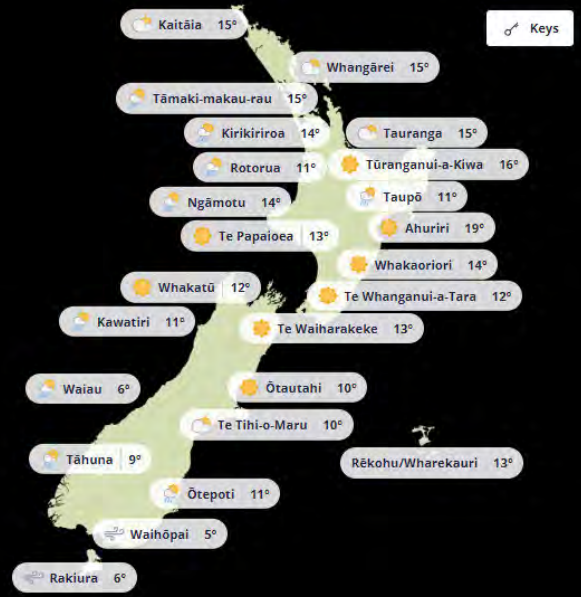 Kaitāia 15°
Keys
Whangārei 15°
Tāmaki-makau-rau 15°
Kirikiriroa 14°
Tauranga 15°
Rotorua 11°
Tūranganui-a-Kiwa 16°
Ngāmotu 14°
Taupō 11°
Te Papaioea 13°
Ahuriri 19°
Whakaoriori 14°
Whakatū 12°
Te Whanganui-a-Tara 12°
Kawatiri 11°
Te Waiharakeke 13°
Waiau 6°
Ōtautahi 10°
Te Tihi-o-Maru 10°
Tāhuna 9°
Rēkohu/Wharekauri 13°
Ōtepoti 11°
Waihōpai 5°
Rakiura 6°